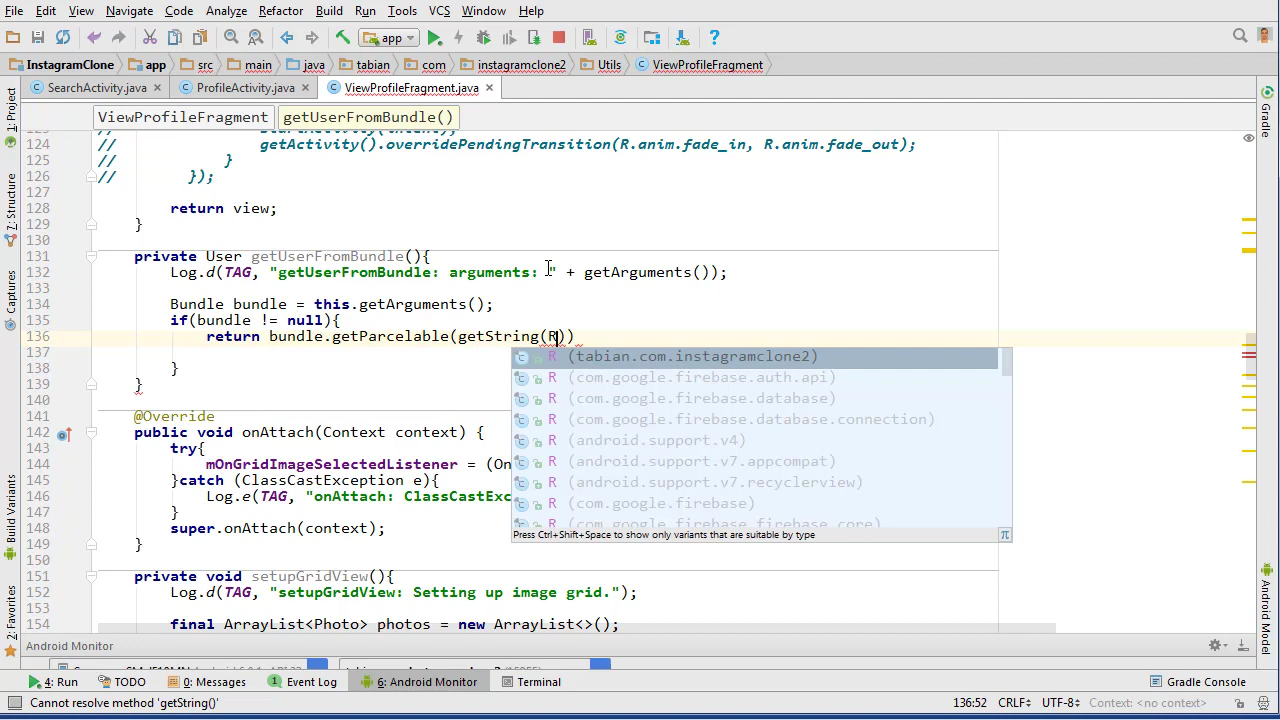 File Edit View Navigate Code Analyze Refactor Build Run Tools VCS Window Help
app
InstagramClone app src main java tabian com instagramclone2 Utils ViewProfileFragment
SearchActivity.java ProfileActivity.java ViewProfileFragment.java
ViewProfileFragment getUserFromBundle()
124 // getActivity().overridePendingTransition(R.anim.fade_in, R.anim.fade_out);
125 // }
126 // });
127
128 return view;
129 }
130
131 private User getUserFromBundle(){
132 Log.d(TAG, "getUserFromBundle: arguments: " + getArguments());
133
134 Bundle bundle = this.getArguments();
135 if(bundle != null){
136 return bundle.getParcelable(getString(R))
137
138 }
139 }
140
141 @Override
142 public void onAttach(Context context) {
143 try{
144 mOnGridImageSelectedListener = (On
145 }catch (ClassCastException e){
146 Log.e(TAG, "onAttach: ClassCastExc
147 }
148 super.onAttach(context);
149 }
150
151 private void setupGridView(){
152 Log.d(TAG, "setupGridView: Setting up image grid.");
153
154 final ArrayList<Photo> photos = new ArrayList<>();
R (tabian.com.instagramclone2)
R (com.google.firebase.auth.api)
R (com.google.firebase.database)
R (com.google.firebase.database.connection)
R (android.support.v4)
R (android.support.v7.appcompat)
R (android.support.v7.recyclerview)
R (com.google.firebase)
R (com.google.firebase.firebase_core)
Press Ctrl+Shift+Space to show only variants that are suitable by type π
1: Project
7: Structure
Captures
Build Variants
2: Favorites
Gradle
Android Model
Android Monitor
4: Run TODO 0: Messages 1 Event Log 6: Android Monitor Terminal Gradle Console
Cannot resolve method 'getString()' 136:52 CRLF÷ UTF-8÷ Context: <no context>